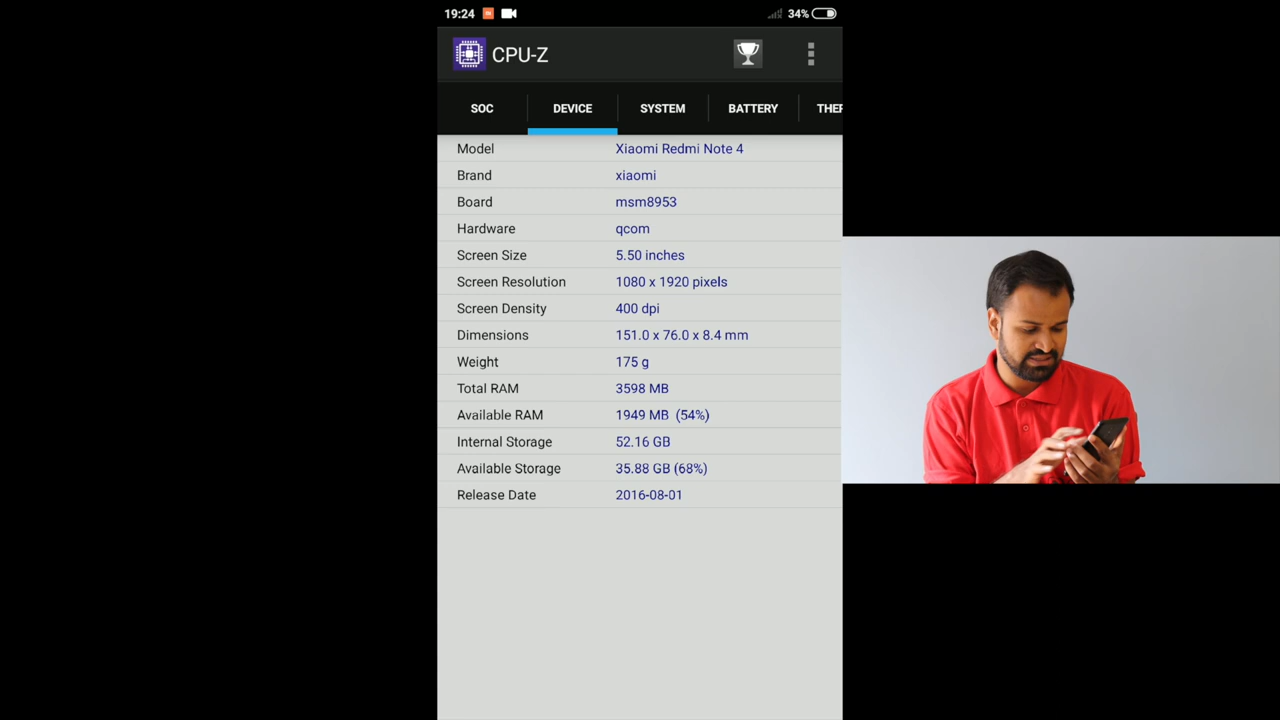 19:24 34%
CPU-Z
SOC DEVICE SYSTEM BATTERY THER
Model Xiaomi Redmi Note 4
Brand xiaomi
Board msm8953
Hardware qcom
Screen Size 5.50 inches
Screen Resolution 1080 x 1920 pixels
Screen Density 400 dpi
Dimensions 151.0 x 76.0 x 8.4 mm
Weight 175 g
Total RAM 3598 MB
Available RAM 1949 MB (54%)
Internal Storage 52.16 GB
Available Storage 35.88 GB (68%)
Release Date 2016-08-01